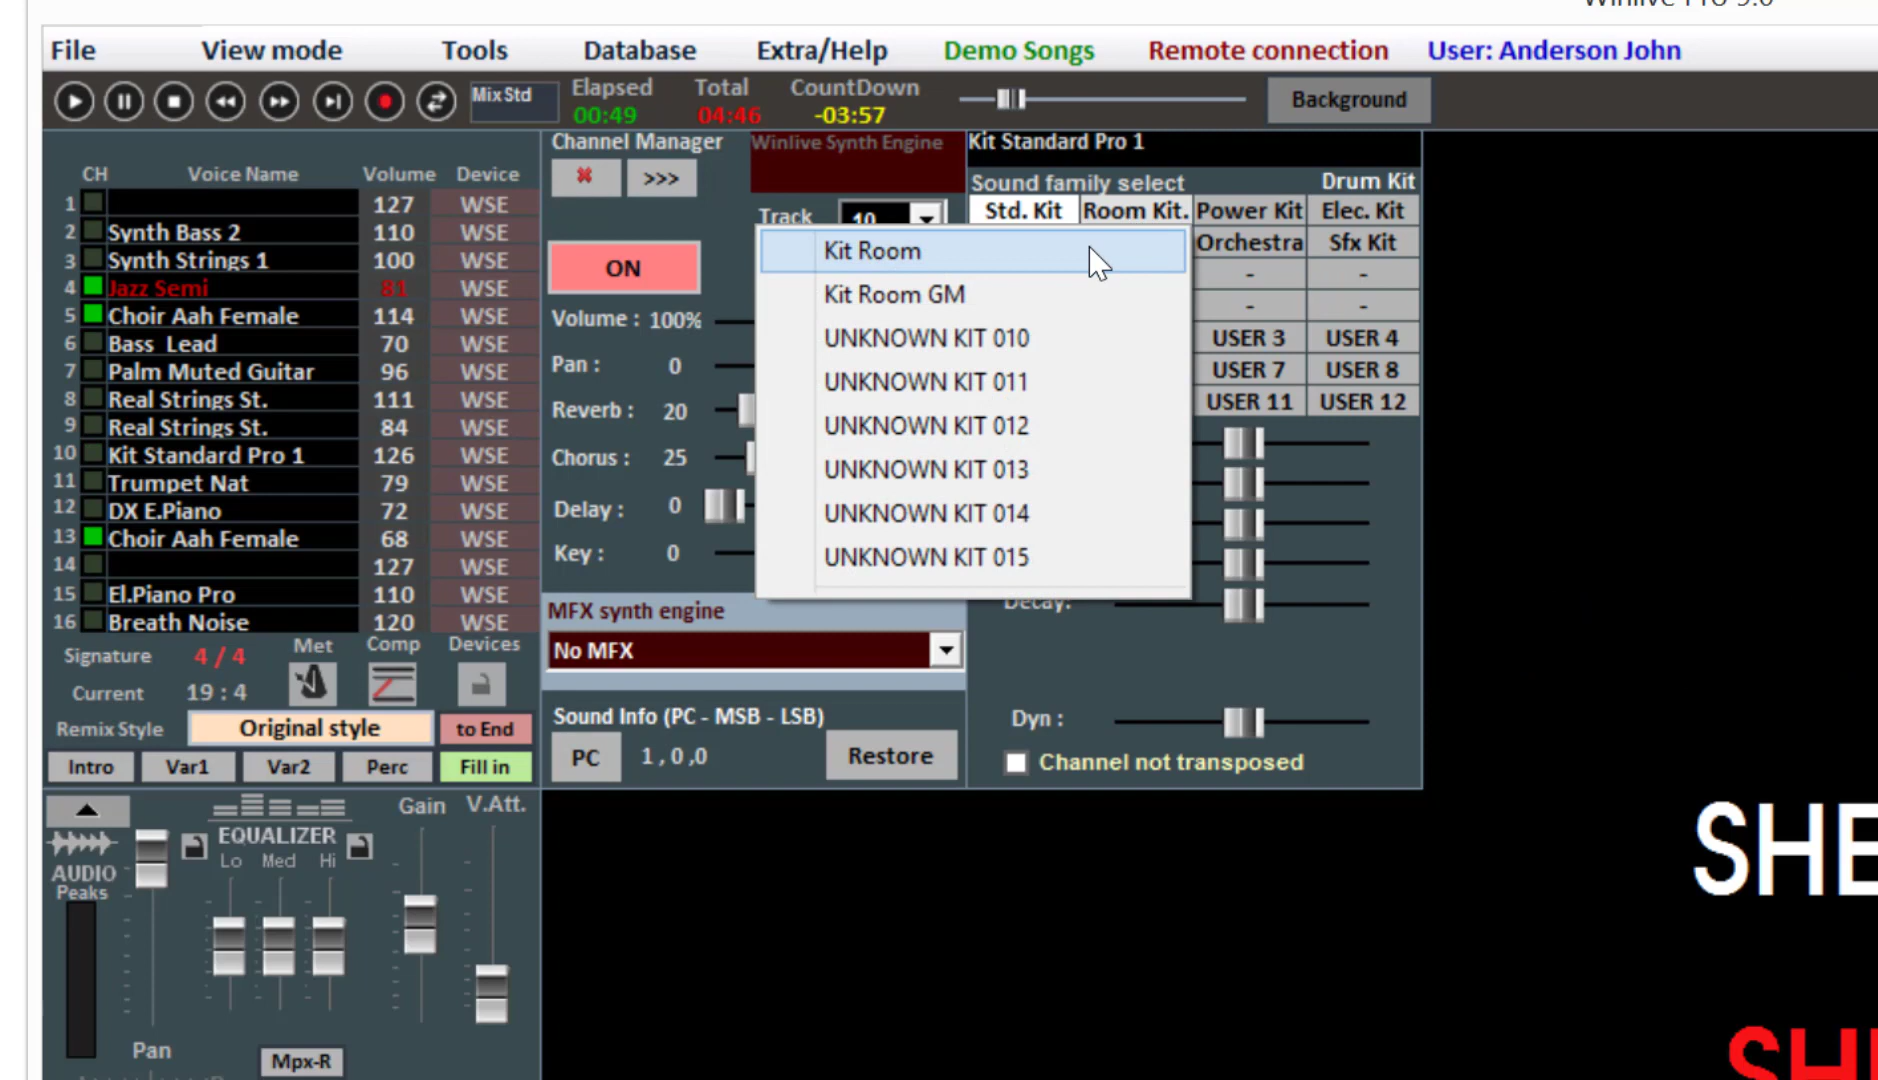 Winlive Pro 9.0
File View mode Tools Database Extra/Help Demo Songs Remote connection User: Anderson John
Mix Std
Elapsed Total CountDown
00:49 04:46 -03:57
Background
Channel Manager
Winlive Synth Engine
Kit Standard Pro 1
CH Voice Name Volume Device
1 127 WSE
2 Synth Bass 2 110 WSE
3 Synth Strings 1 100 WSE
4 Jazz Semi 81 WSE
5 Choir Aah Female 114 WSE
6 Bass Lead 70 WSE
7 Palm Muted Guitar 96 WSE
8 Real Strings St. 111 WSE
9 Real Strings St. 84 WSE
10 Kit Standard Pro 1 126 WSE
11 Trumpet Nat 79 WSE
12 DX E.Piano 72 WSE
13 Choir Aah Female 68 WSE
14 127 WSE
15 El.Piano Pro 110 WSE
16 Breath Noise 120 WSE
>>>
Track 10
ON
Volume : 100%
Pan : 0
Reverb : 20
Chorus : 25
Delay : 0
Key : 0
Sound family select Drum Kit
Std. Kit Room Kit. Power Kit Elec. Kit
Orchestra Sfx Kit
- -
- -
USER 3 USER 4
USER 7 USER 8
USER 11 USER 12
Kit Room
Kit Room GM
UNKNOWN KIT 010
UNKNOWN KIT 011
UNKNOWN KIT 012
UNKNOWN KIT 013
UNKNOWN KIT 014
UNKNOWN KIT 015
Decay:
MFX synth engine
No MFX
Sound Info (PC - MSB - LSB)
PC 1 , 0 ,0 Restore
Dyn :
Channel not transposed
Signature 4 / 4 Met Comp Devices
Current 19 : 4
Remix Style Original style to End
Intro Var1 Var2 Perc Fill in
Gain V.Att.
EQUALIZER
Lo Med Hi
AUDIO
Peaks
Pan
Mpx-R
SHE
SHE